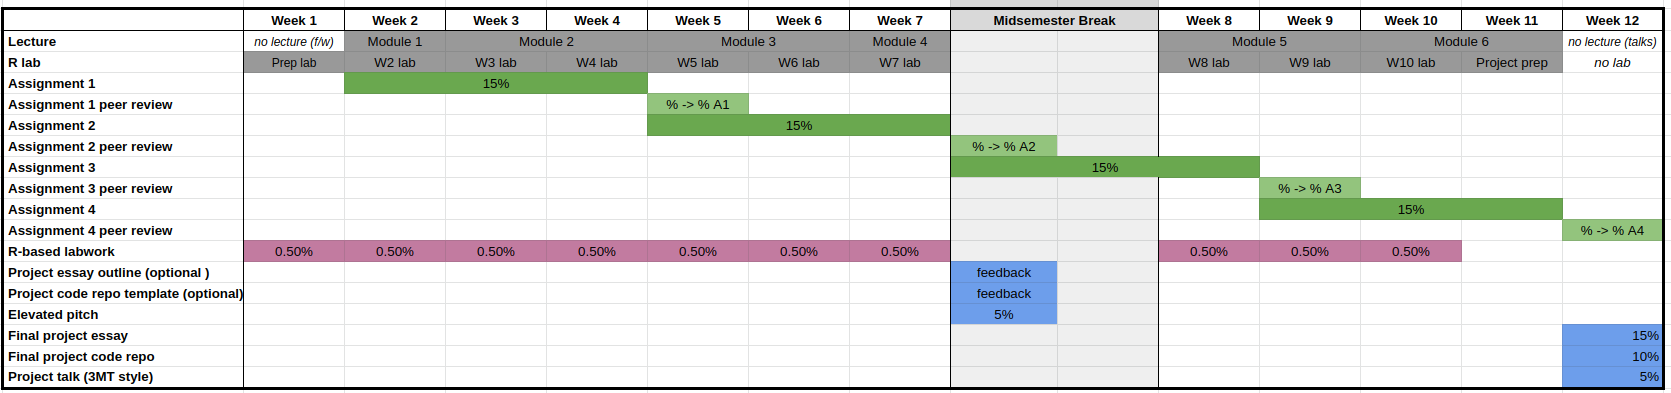 Week 1 Week 2 Week 3 Week 4 Week 5 Week 6 Week 7 Midsemester Break Week 8 Week 9 Week 10 Week 11 Week 12
Lecture no lecture (f/w) Module 1 Module 2 Module 3 Module 4 Module 5 Module 6 no lecture (talks)
R lab Prep lab W2 lab W3 lab W4 lab W5 lab W6 lab W7 lab W8 lab W9 lab W10 lab Project prep no lab
Assignment 1 15%
Assignment 1 peer review % -> % A1
Assignment 2 15%
Assignment 2 peer review % -> % A2
Assignment 3 15%
Assignment 3 peer review % -> % A3
Assignment 4 15%
Assignment 4 peer review % -> % A4
R-based labwork 0.50% 0.50% 0.50% 0.50% 0.50% 0.50% 0.50% 0.50% 0.50% 0.50%
Project essay outline (optional ) feedback
Project code repo template (optional) feedback
Elevated pitch 5%
Final project essay 15%
Final project code repo 10%
Project talk (3MT style) 5%